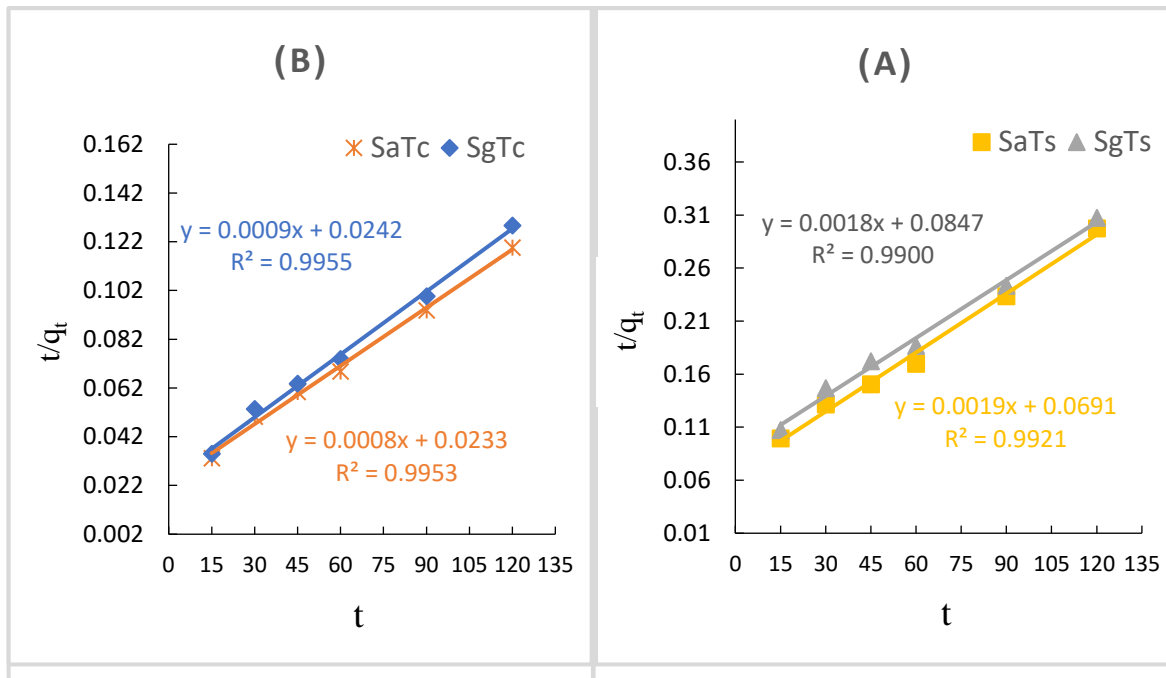 (B)
SaTc SgTc
0.162
0.142
0.122
0.102
0.082
0.062
0.042
0.022
0.002
t/qt
y = 0.0009x + 0.0242
R² = 0.9955
y = 0.0008x + 0.0233
R² = 0.9953
0 15 30 45 60 75 90 105 120 135
t
(A)
SaTs SgTs
0.36
0.31
0.26
0.21
0.16
0.11
0.06
0.01
t/qt
y = 0.0018x + 0.0847
R² = 0.9900
y = 0.0019x + 0.0691
R² = 0.9921
0 15 30 45 60 75 90 105 120 135
t